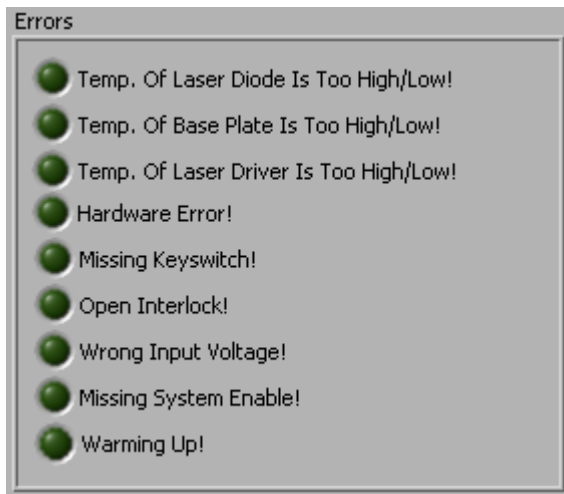 Errors
Temp. Of Laser Diode Is Too High/Low!
Temp. Of Base Plate Is Too High/Low!
Temp. Of Laser Driver Is Too High/Low!
Hardware Error!
Missing Keyswitch!
Open Interlock!
Wrong Input Voltage!
Missing System Enable!
Warming Up!